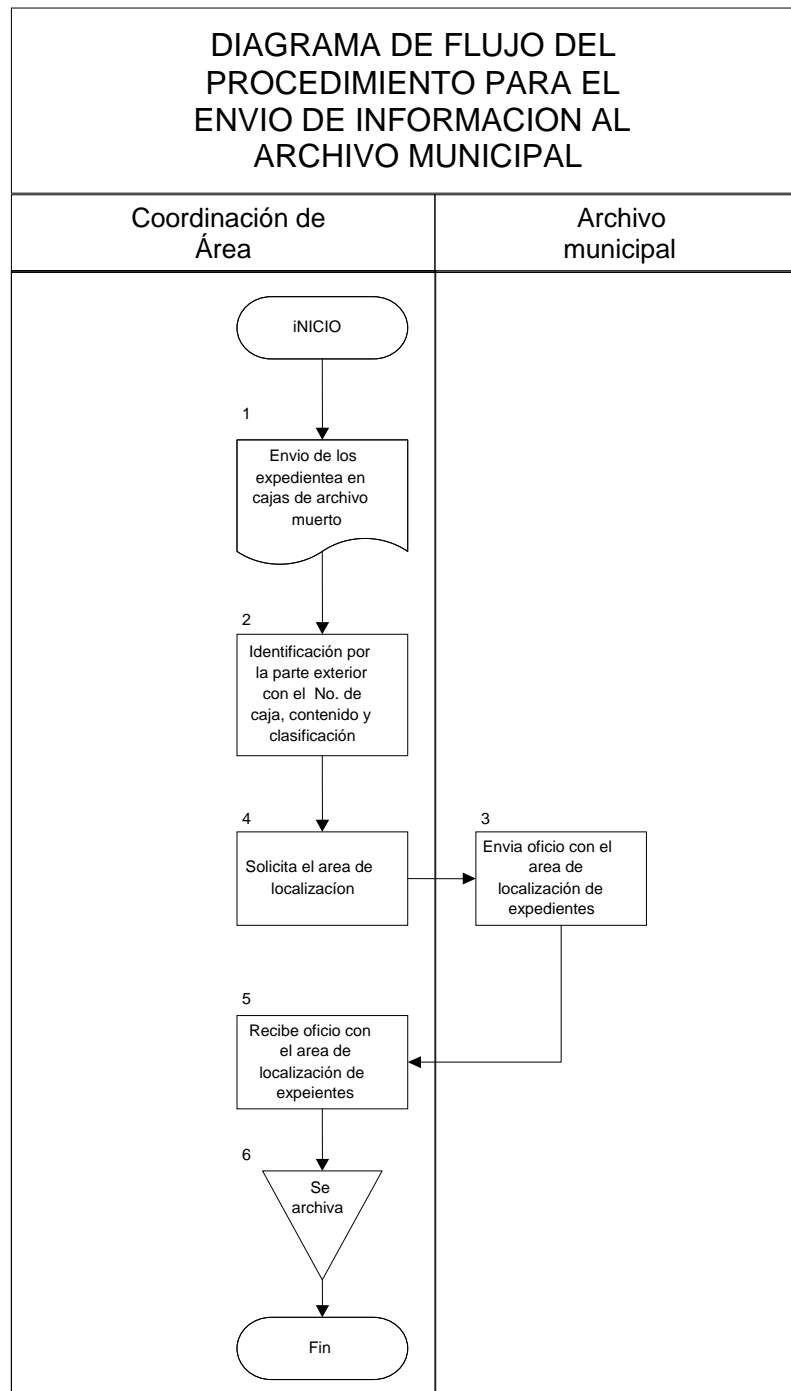 DIAGRAMA DE FLUJO DEL
PROCEDIMIENTO PARA EL
ENVIO DE INFORMACION AL
ARCHIVO MUNICIPAL
Coordinación de
Área
Archivo
municipal
iNICIO
1
Envio de los
expedientea en
cajas de archivo
muerto
2
Identificación por
la parte exterior
con el No. de
caja, contenido y
clasificación
4
Solicita el area de
localizacíon
3
Envia oficio con el
area de
localización de
expedientes
5
Recibe oficio con
el area de
localización de
expeientes
6
Se
archiva
Fin